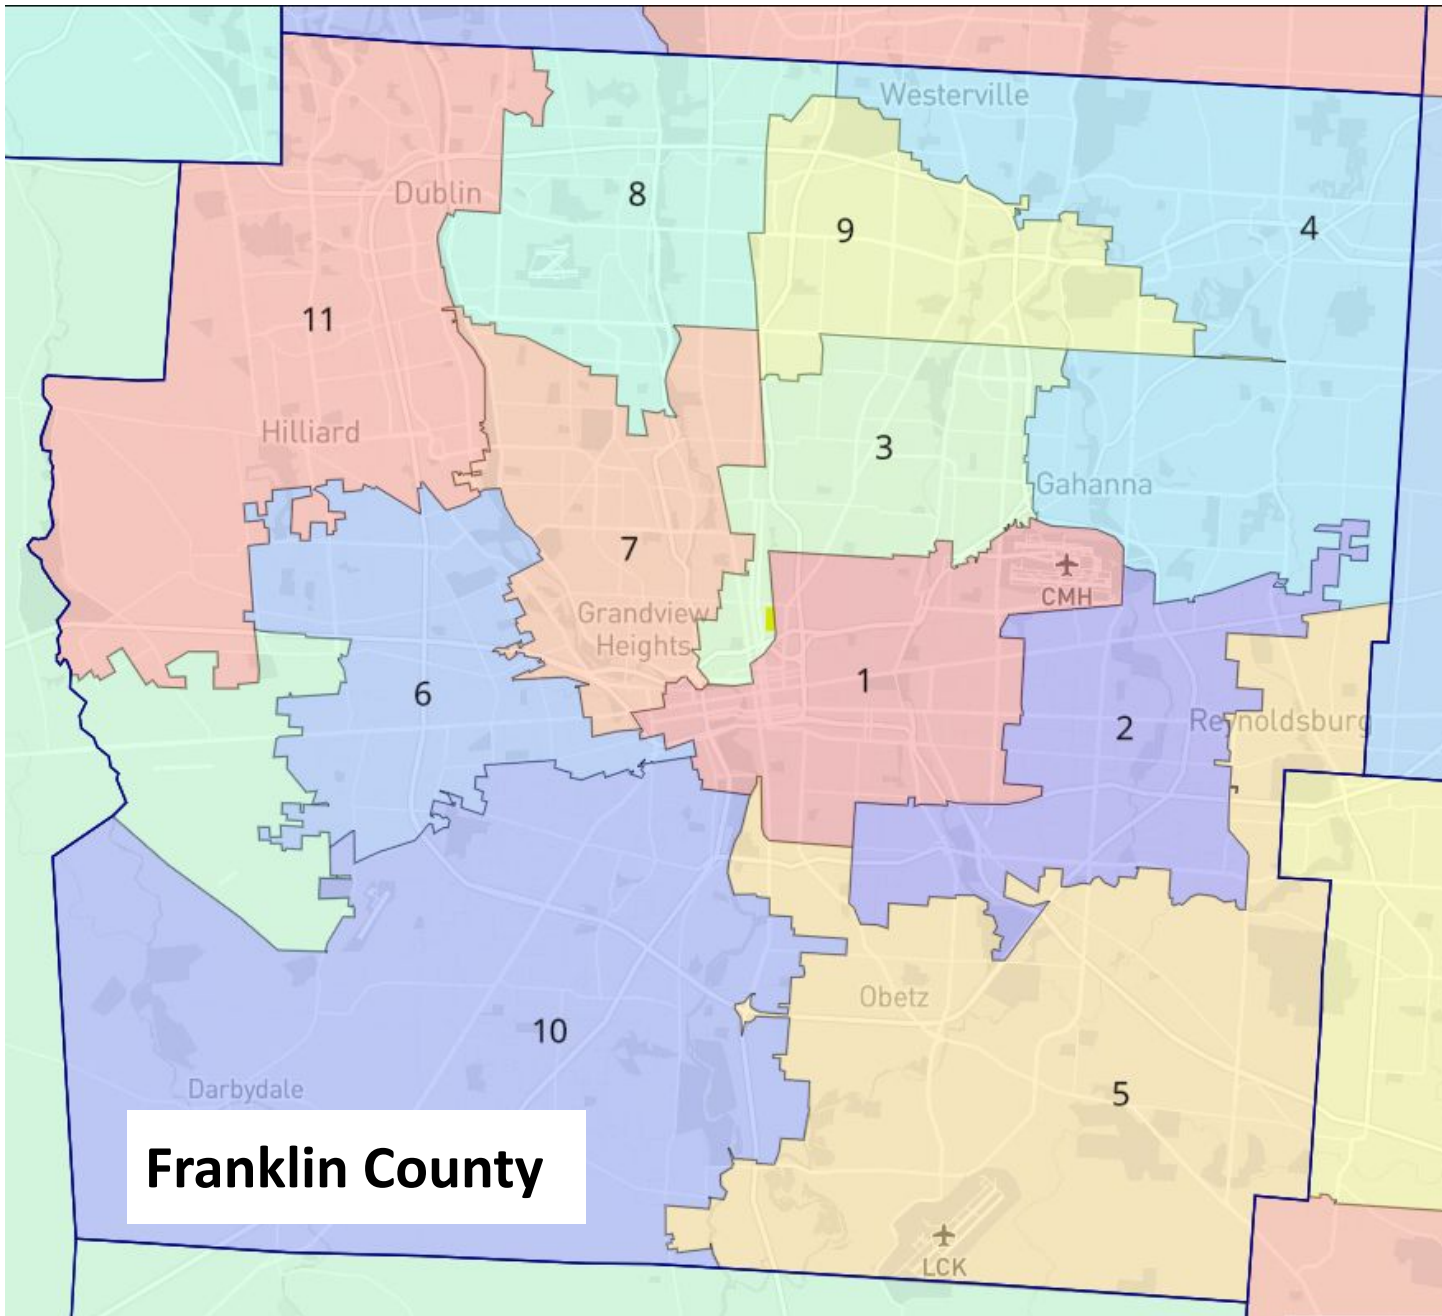 Westerville
8
Dublin
9
4
11
Hilliard
3
Gahanna
7
CMH
Grandview
Heights
1
6
2
Reynoldsburg
Obetz
10
Darbydale
5
Franklin County
LCK